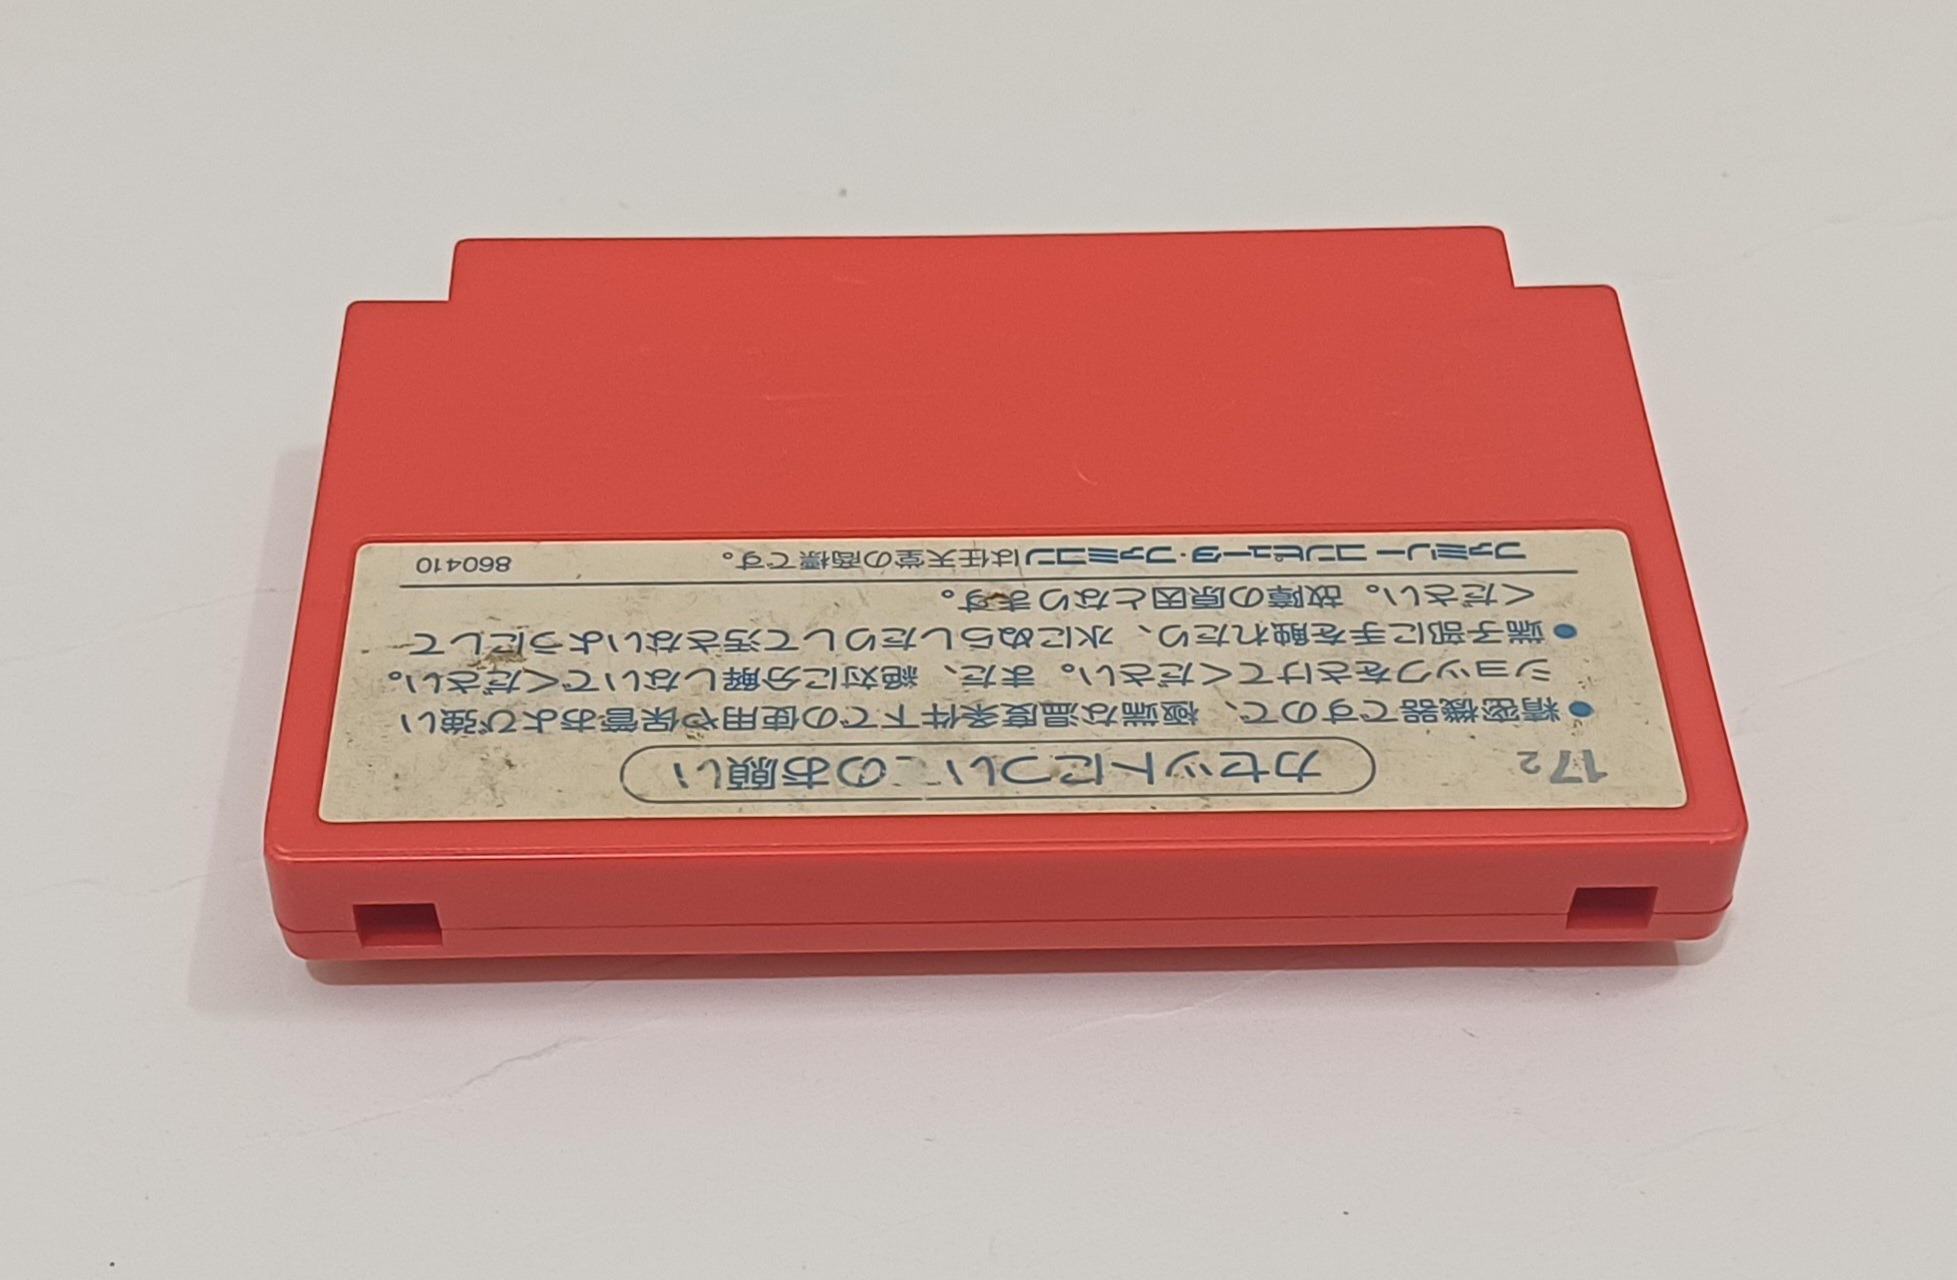 172
カセットについてのお願い
●精密機器ですので、極端な温度条件下での使用や保管および強い
ショックをさけてください。また、絶対に分解しないでください。
●端子部に手を触れたり、水にぬらしたりして汚さないようにして
ください。故障の原因となります。
ファミリーコンピュータ・ファミコンは任天堂の商標です。 860410